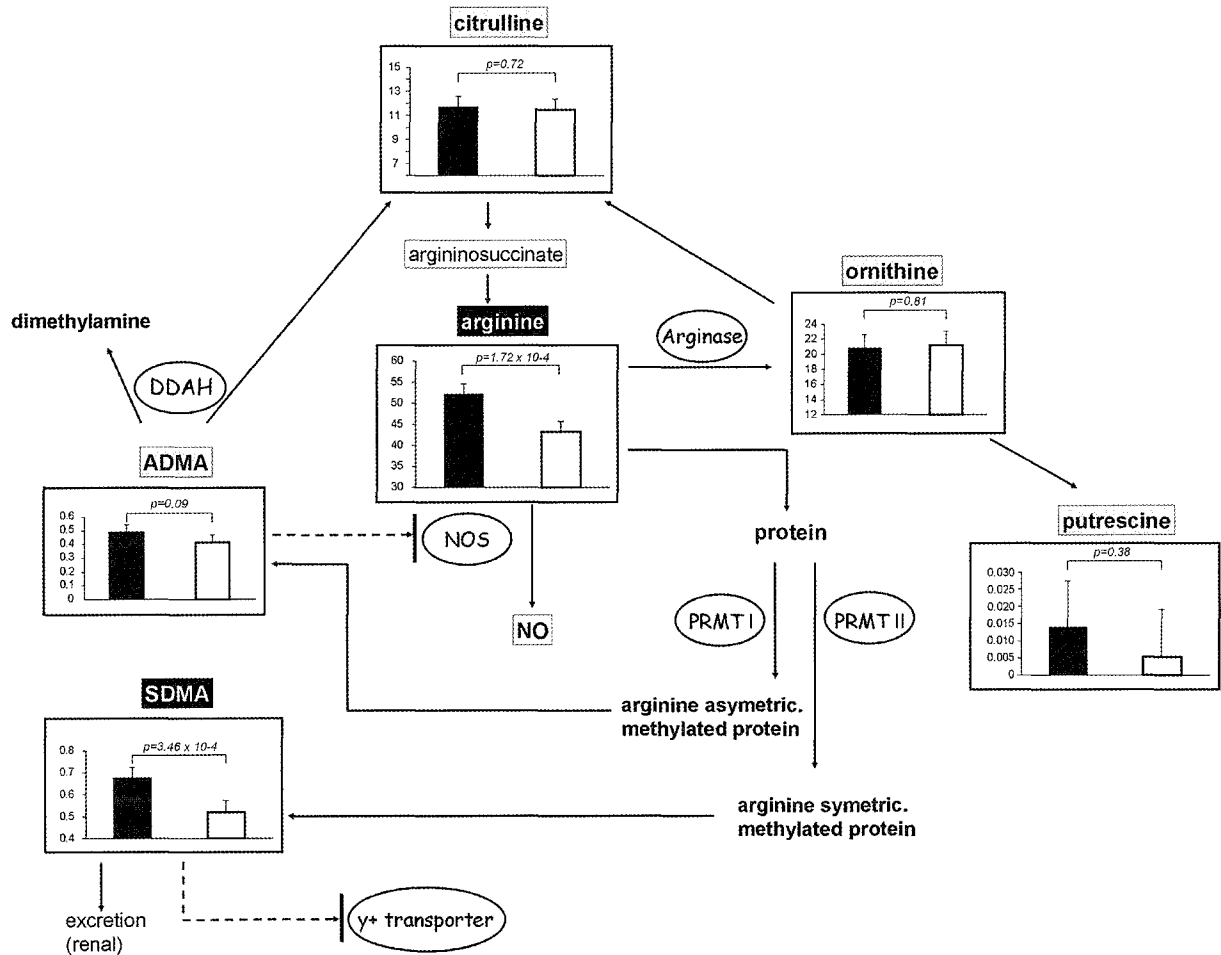 citrulline
p=0.72
15
13
11
9
7
argininosuccinate
ornithine
p=0.81
24
22
20
18
16
14
12
dimethylamine
arginine
Arginase
p=1.72 x 10-4
60
55
50
45
40
35
30
DDAH
ADMA
p=0.09
0.6
0.5
0.4
0.3
0.2
0.1
0
NOS
NO
protein
PRMT I
PRMT II
putrescine
p=0.38
0.030
0.025
0.020
0.015
0.010
0.005
0
SDMA
p=3.46 x 10-4
0.8
0.7
0.6
0.5
0.4
arginine asymetric.
methylated protein
arginine symetric.
methylated protein
excretion
(renal)
y+ transporter